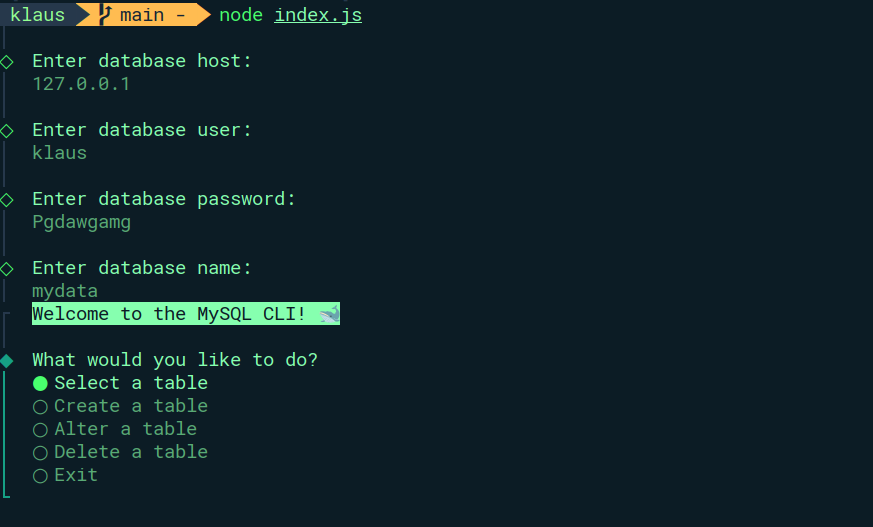 klaus main - node index.js
Enter database host:
127.0.0.1
Enter database user:
klaus
Enter database password:
Pgdawgamg
Enter database name:
mydata
Welcome to the MySQL CLI! 🐋
What would you like to do?
Select a table
Create a table
Alter a table
Delete a table
Exit